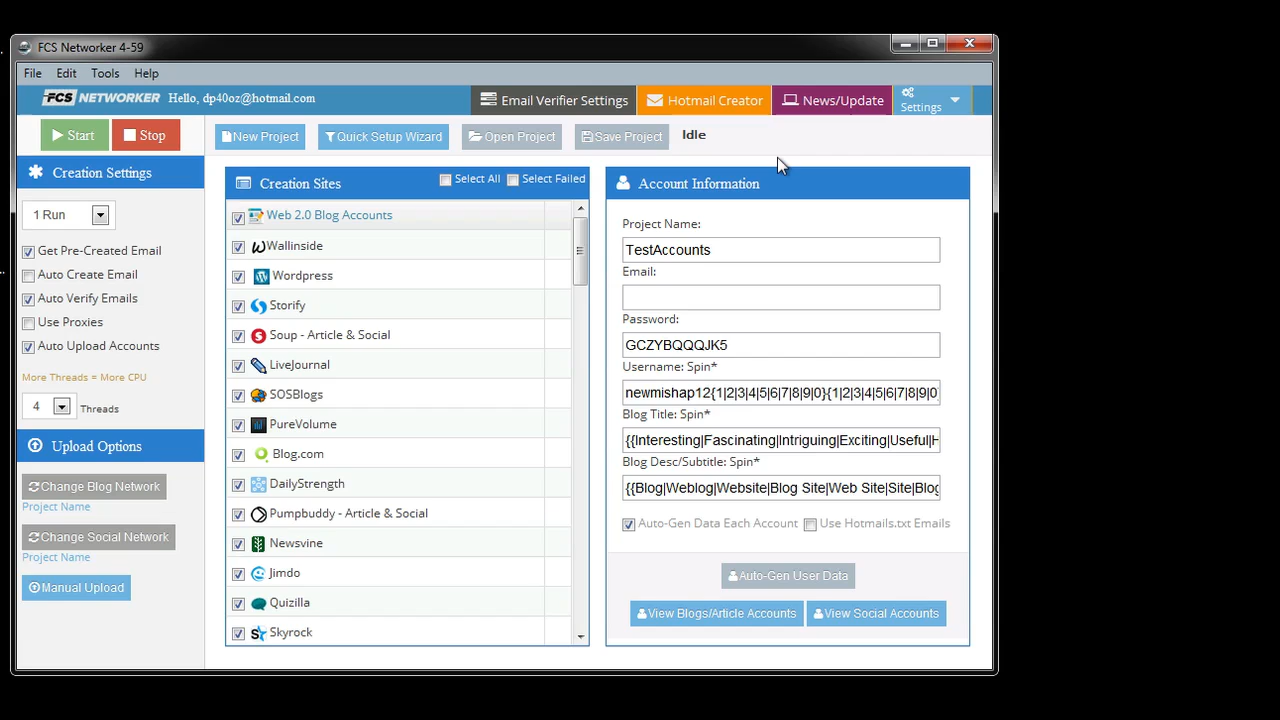 FCS Networker 4-59
File Edit Tools Help
FCS NETWORKER Hello, dp40oz@hotmail.com
Email Verifier Settings
Hotmail Creator
News/Update
Settings
Start
Stop
New Project
Quick Setup Wizard
Open Project
Save Project
Idle
Creation Settings
1 Run
Get Pre-Created Email
Auto Create Email
Auto Verify Emails
Use Proxies
Auto Upload Accounts
More Threads = More CPU
4 Threads
Upload Options
Change Blog Network
Project Name
Change Social Network
Project Name
Manual Upload
Creation Sites
Select All
Select Failed
Web 2.0 Blog Accounts
Wallinside
Wordpress
Storify
Soup - Article & Social
LiveJournal
SOSBlogs
PureVolume
Blog.com
DailyStrength
Pumpbuddy - Article & Social
Newsvine
Jimdo
Quizilla
Skyrock
Account Information
Project Name:
TestAccounts
Email:
Password:
GCZYBQQQJK5
Username: Spin*
newmishap12{1|2|3|4|5|6|7|8|9|0}{1|2|3|4|5|6|7|8|9|0
Blog Title: Spin*
{{Interesting|Fascinating|Intriguing|Exciting|Useful|H
Blog Desc/Subtitle: Spin*
{{Blog|Weblog|Website|Blog Site|Web Site|Site|Blog
Auto-Gen Data Each Account
Use Hotmails.txt Emails
Auto-Gen User Data
View Blogs/Article Accounts
View Social Accounts